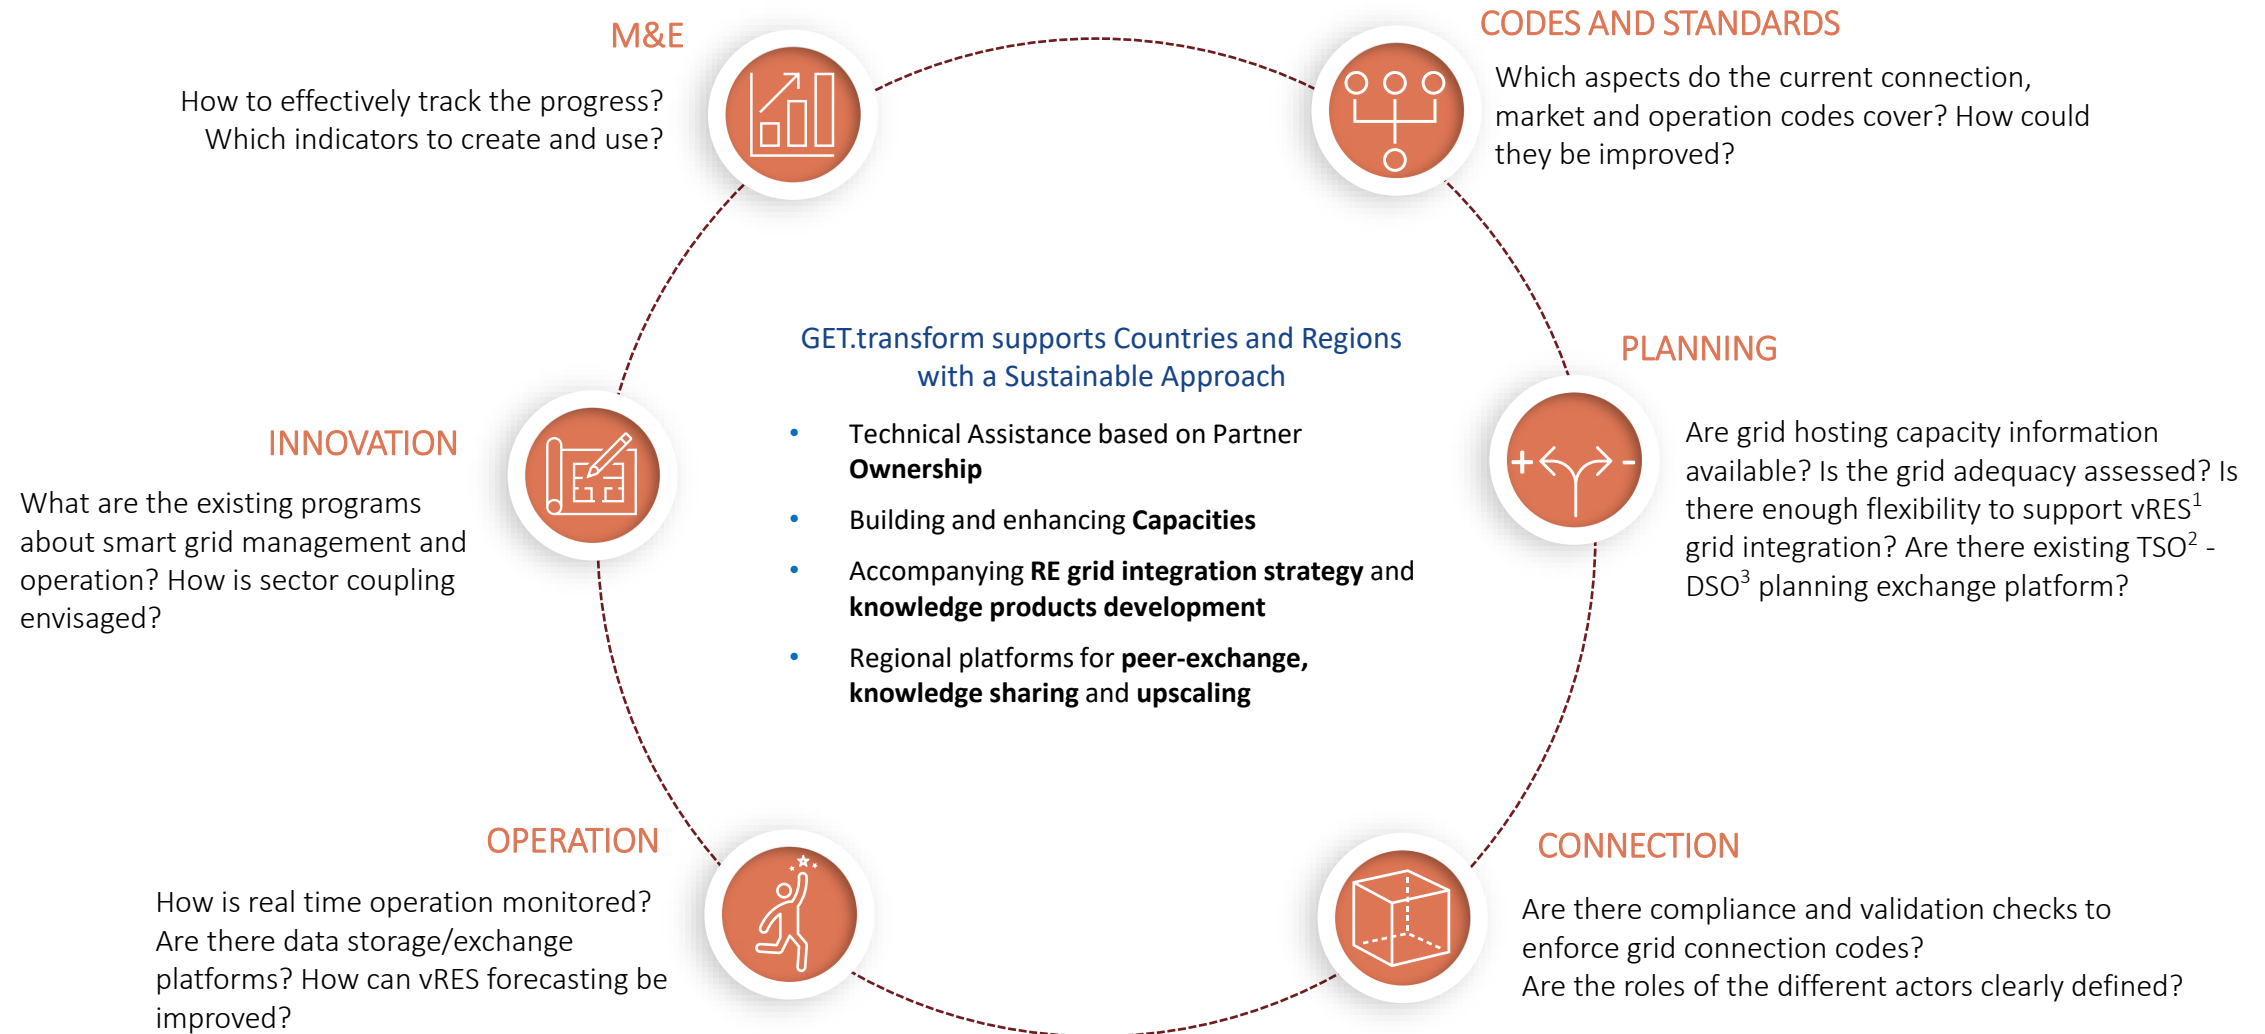 M&E
How to effectively track the progress?
Which indicators to create and use?
CODES AND STANDARDS
Which aspects do the current connection,
market and operation codes cover? How could
they be improved?
GET.transform supports Countries and Regions
with a Sustainable Approach
• Technical Assistance based on Partner
Ownership
• Building and enhancing Capacities
• Accompanying RE grid integration strategy and
knowledge products development
• Regional platforms for peer-exchange,
knowledge sharing and upscaling
PLANNING
+ -
Are grid hosting capacity information
available? Is the grid adequacy assessed? Is
there enough flexibility to support vRES¹
grid integration? Are there existing TSO² -
DSO³ planning exchange platform?
INNOVATION
What are the existing programs
about smart grid management and
operation? How is sector coupling
envisaged?
OPERATION
How is real time operation monitored?
Are there data storage/exchange
platforms? How can vRES forecasting be
improved?
CONNECTION
Are there compliance and validation checks to
enforce grid connection codes?
Are the roles of the different actors clearly defined?